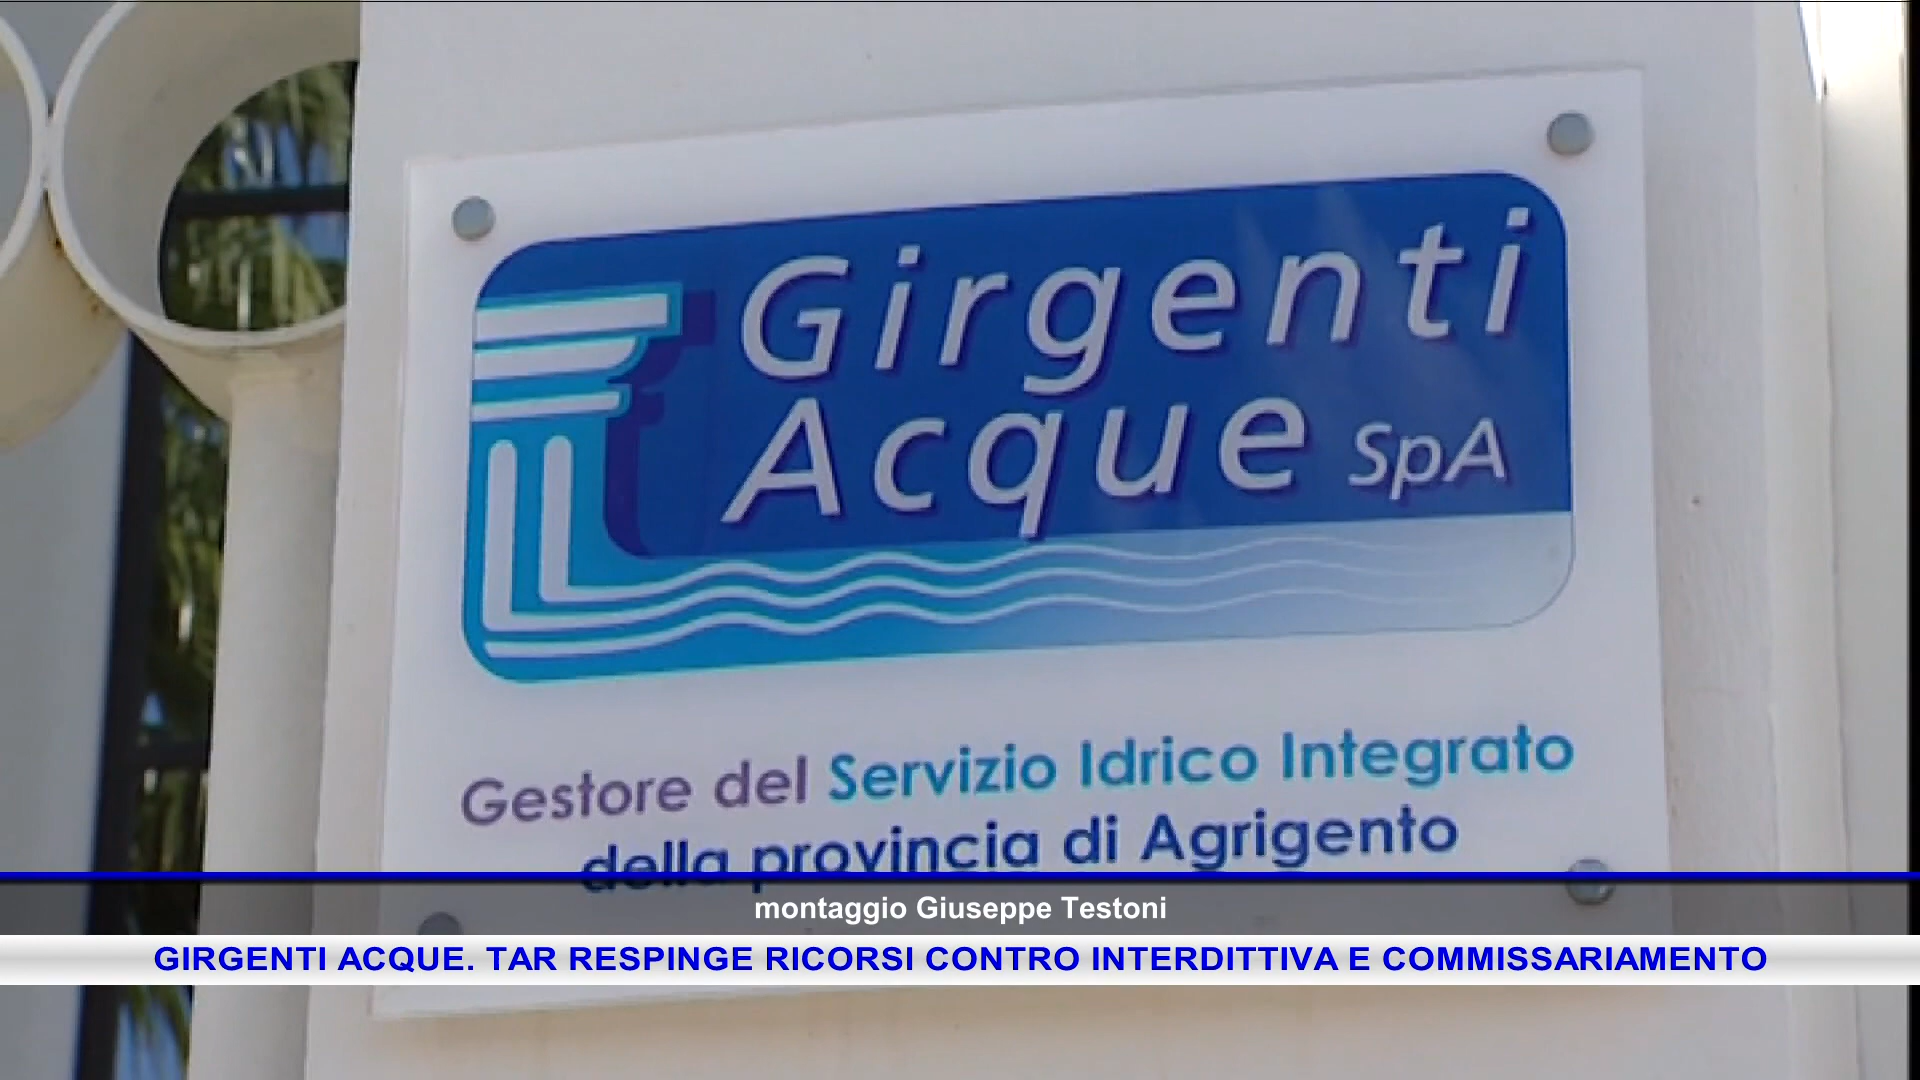 Girgenti
Acque SpA
Gestore del Servizio Idrico Integrato
della provincia di Agrigento
montaggio Giuseppe Testoni
GIRGENTI ACQUE. TAR RESPINGE RICORSI CONTRO INTERDITTIVA E COMMISSARIAMENTO